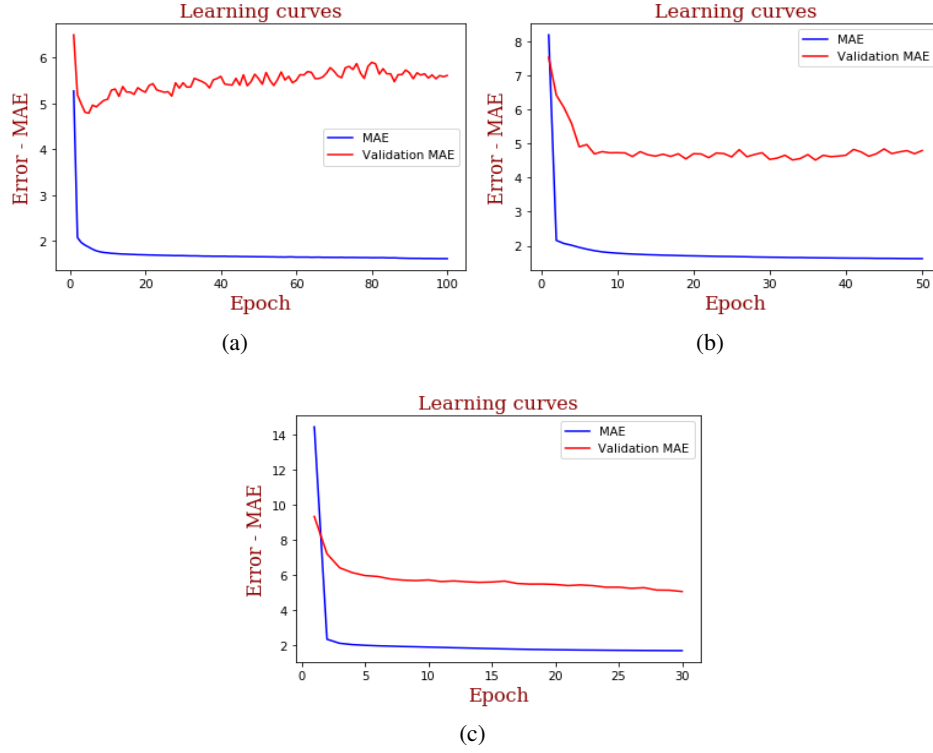 Learning curves
6
5
4
3
2
Error - MAE
MAE
Validation MAE
0
20
40
60
80
100
Epoch
(a)
Learning curves
8
7
6
5
4
3
2
Error - MAE
MAE
Validation MAE
0
10
20
30
40
50
Epoch
(b)
Learning curves
14
12
10
8
6
4
2
Error - MAE
MAE
Validation MAE
0
5
10
15
20
25
30
Epoch
(c)